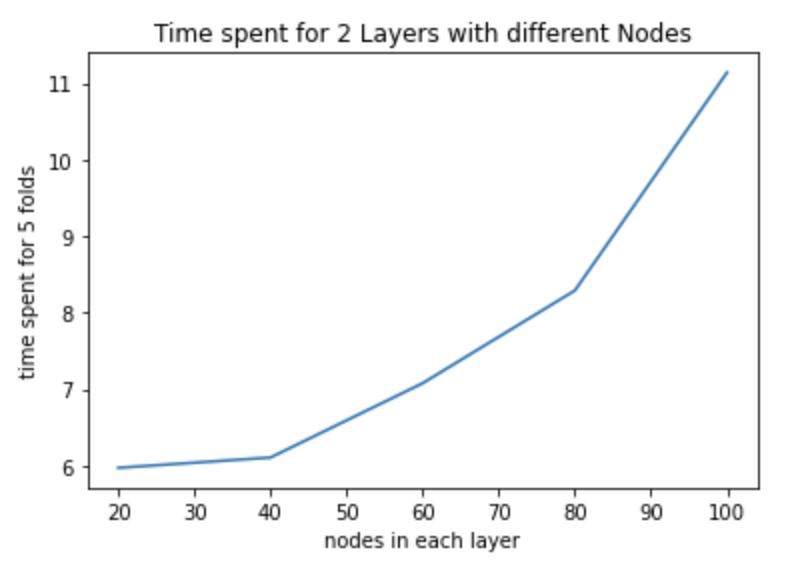 Time spent for 2 Layers with different Nodes
11
10
9
8
7
6
time spent for 5 folds
20 30 40 50 60 70 80 90 100
nodes in each layer